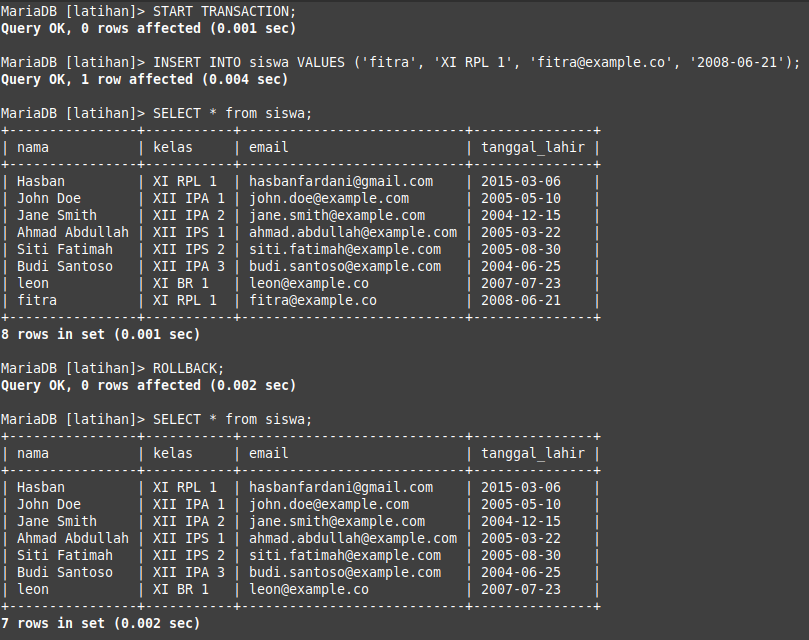 MariaDB [latihan]> START TRANSACTION;
Query OK, 0 rows affected (0.001 sec)

MariaDB [latihan]> INSERT INTO siswa VALUES ('fitra', 'XI RPL 1', 'fitra@example.co', '2008-06-21');
Query OK, 1 row affected (0.004 sec)

MariaDB [latihan]> SELECT * from siswa;
+----------------+-----------+-----------------------------+---------------+
| nama           | kelas     | email                       | tanggal_lahir |
+----------------+-----------+-----------------------------+---------------+
| Hasban         | XI RPL 1  | hasbanfardani@gmail.com     | 2015-03-06    |
| John Doe       | XII IPA 1 | john.doe@example.com        | 2005-05-10    |
| Jane Smith     | XII IPA 2 | jane.smith@example.com      | 2004-12-15    |
| Ahmad Abdullah | XII IPS 1 | ahmad.abdullah@example.com  | 2005-03-22    |
| Siti Fatimah   | XII IPS 2 | siti.fatimah@example.com    | 2005-08-30    |
| Budi Santoso   | XII IPA 3 | budi.santoso@example.com    | 2004-06-25    |
| leon           | XI BR 1   | leon@example.co             | 2007-07-23    |
| fitra          | XI RPL 1  | fitra@example.co            | 2008-06-21    |
+----------------+-----------+-----------------------------+---------------+
8 rows in set (0.001 sec)

MariaDB [latihan]> ROLLBACK;
Query OK, 0 rows affected (0.002 sec)

MariaDB [latihan]> SELECT * from siswa;
+----------------+-----------+-----------------------------+---------------+
| nama           | kelas     | email                       | tanggal_lahir |
+----------------+-----------+-----------------------------+---------------+
| Hasban         | XI RPL 1  | hasbanfardani@gmail.com     | 2015-03-06    |
| John Doe       | XII IPA 1 | john.doe@example.com        | 2005-05-10    |
| Jane Smith     | XII IPA 2 | jane.smith@example.com      | 2004-12-15    |
| Ahmad Abdullah | XII IPS 1 | ahmad.abdullah@example.com  | 2005-03-22    |
| Siti Fatimah   | XII IPS 2 | siti.fatimah@example.com    | 2005-08-30    |
| Budi Santoso   | XII IPA 3 | budi.santoso@example.com    | 2004-06-25    |
| leon           | XI BR 1   | leon@example.co             | 2007-07-23    |
+----------------+-----------+-----------------------------+---------------+
7 rows in set (0.002 sec)